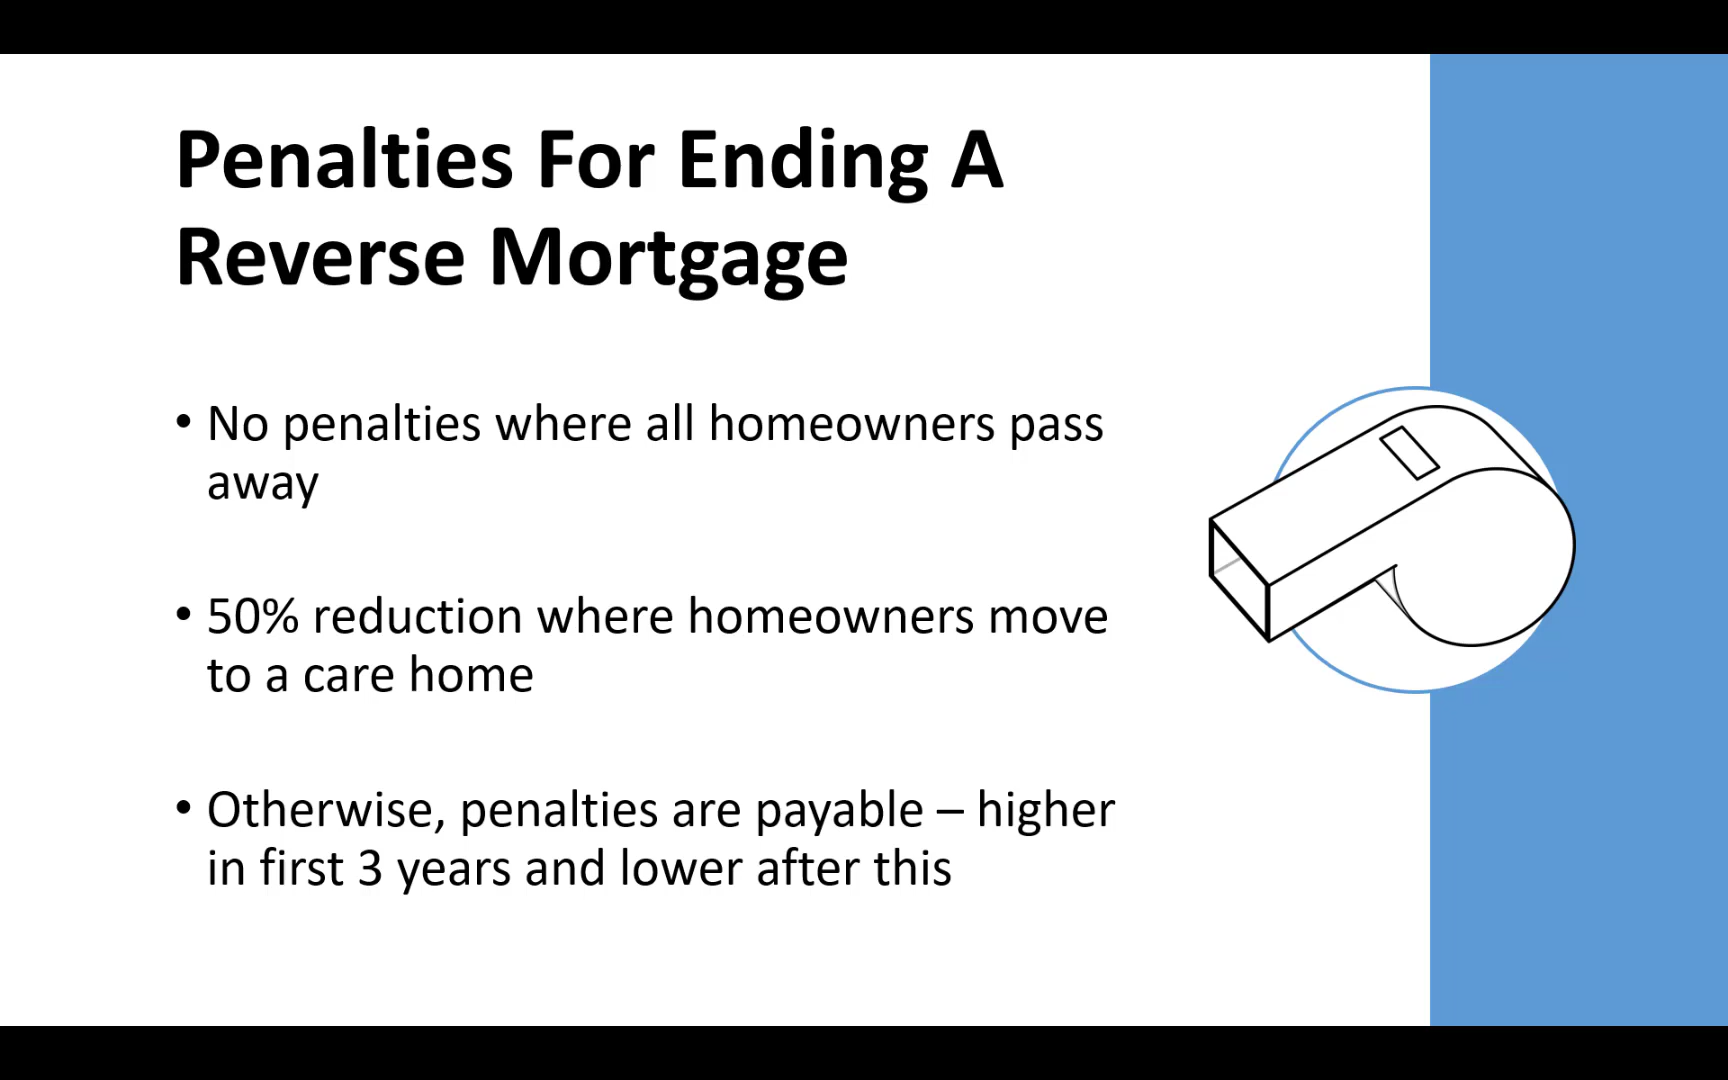 Penalties For Ending A
Reverse Mortgage
• No penalties where all homeowners pass
away
• 50% reduction where homeowners move
to a care home
• Otherwise, penalties are payable – higher
in first 3 years and lower after this